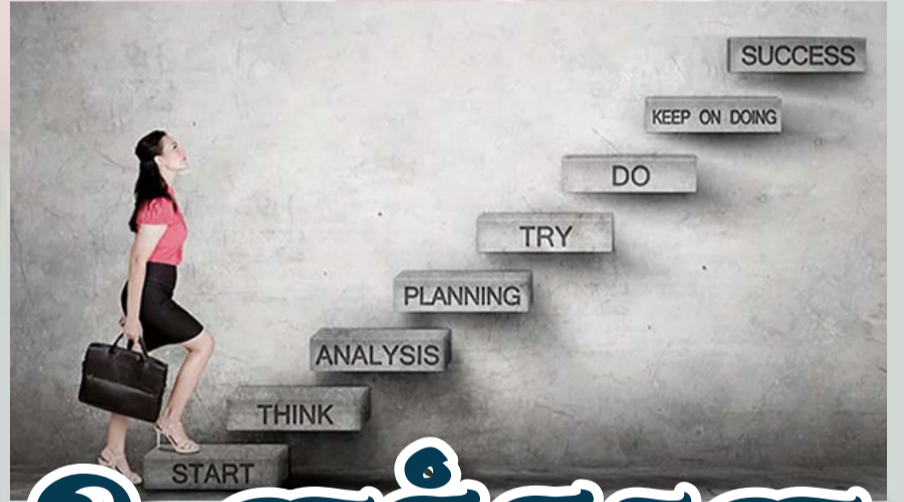 SUCCESS
KEEP ON DOING
DO
TRY
PLANNING
ANALYSIS
THINK
START